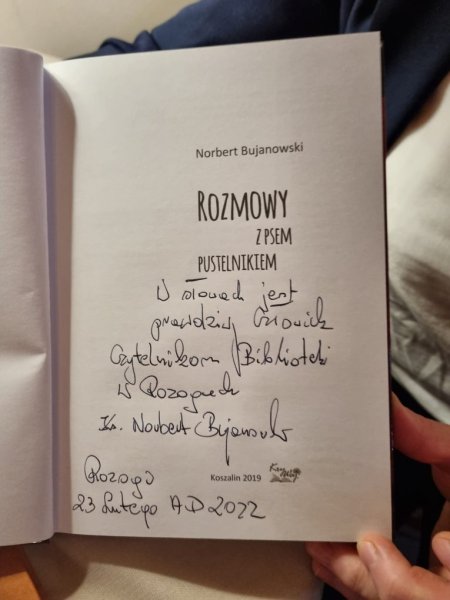 Norbert Bujanowski
ROZMOWY
Z PSEM
PUSTELNIKIEM
W słowach jest
prawdziwy Człowiek
Czytelnikom Biblioteki
w Rozogach
Ks. Norbert Bujanowski
Koszalin 2019
Rozogi
23 Lutego A.D 2022